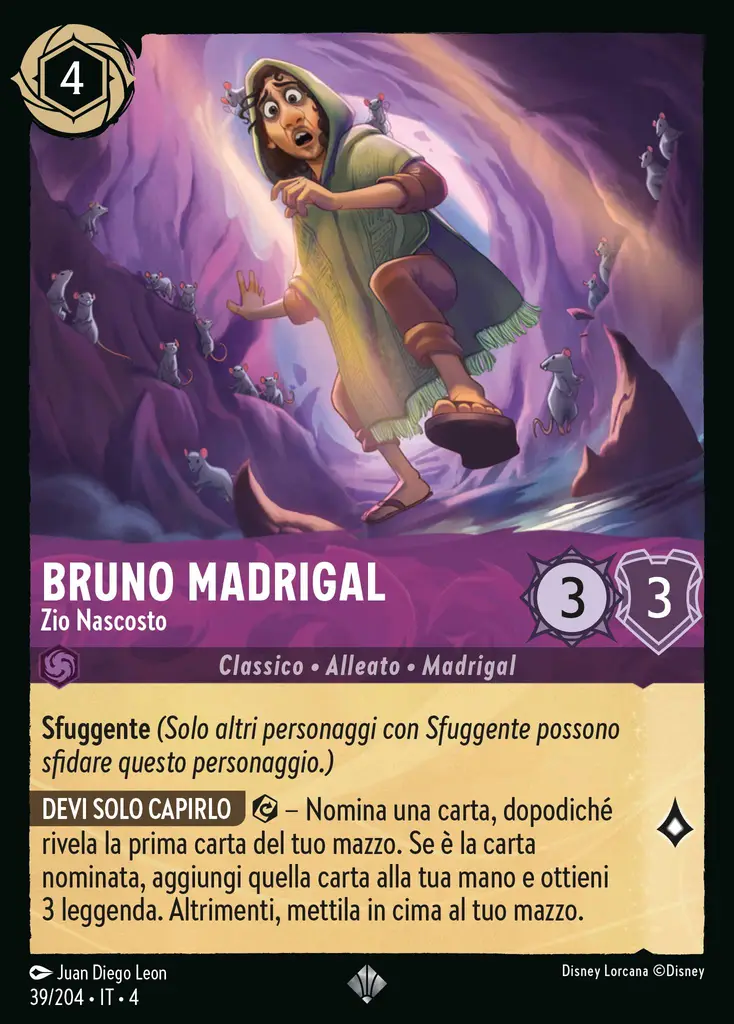 4
BRUNO MADRIGAL
Zio Nascosto
3
3
Classico • Alleato • Madrigal
Sfuggente (Solo altri personaggi con Sfuggente possono
sfidare questo personaggio.)
DEVI SOLO CAPIRLO – Nomina una carta, dopodiché
rivela la prima carta del tuo mazzo. Se è la carta
nominata, aggiungi quella carta alla tua mano e ottieni
3 leggenda. Altrimenti, mettila in cima al tuo mazzo.
Juan Diego Leon
Disney Lorcana ©Disney
39/204 • IT • 4